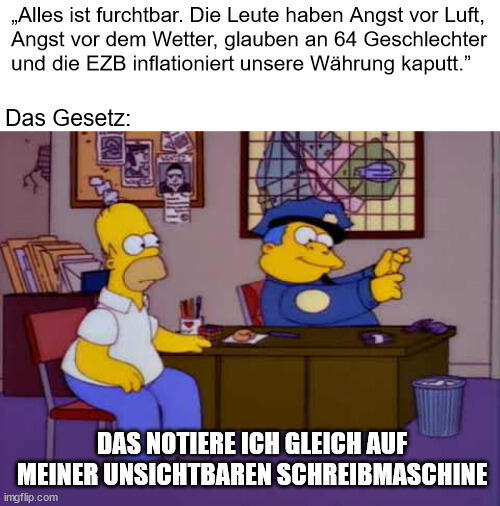 „Alles ist furchtbar. Die Leute haben Angst vor Luft,
Angst vor dem Wetter, glauben an 64 Geschlechter
und die EZB inflationiert unsere Währung kaputt.”
Das Gesetz:
DAS NOTIERE ICH GLEICH AUF
MEINER UNSICHTBAREN SCHREIBMASCHINE
imgflip.com